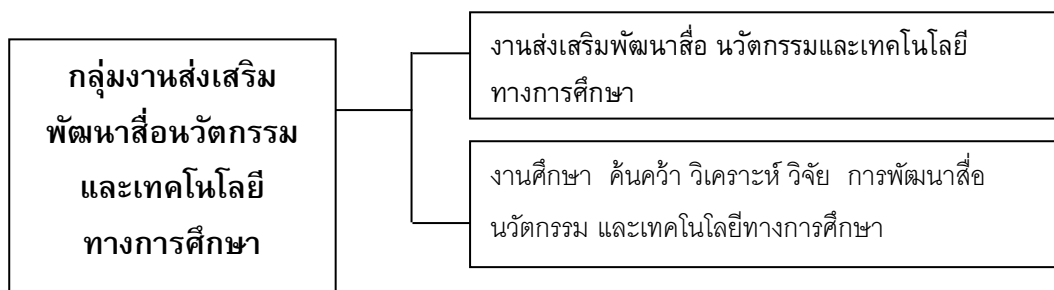 กลุ่มงานส่งเสริม
พัฒนาสื่อนวัตกรรม
และเทคโนโลยี
ทางการศึกษา
งานส่งเสริมพัฒนาสื่อ นวัตกรรมและเทคโนโลยี
ทางการศึกษา
งานศึกษา ค้นคว้า วิเคราะห์ วิจัย การพัฒนาสื่อ
นวัตกรรม และเทคโนโลยีทางการศึกษา